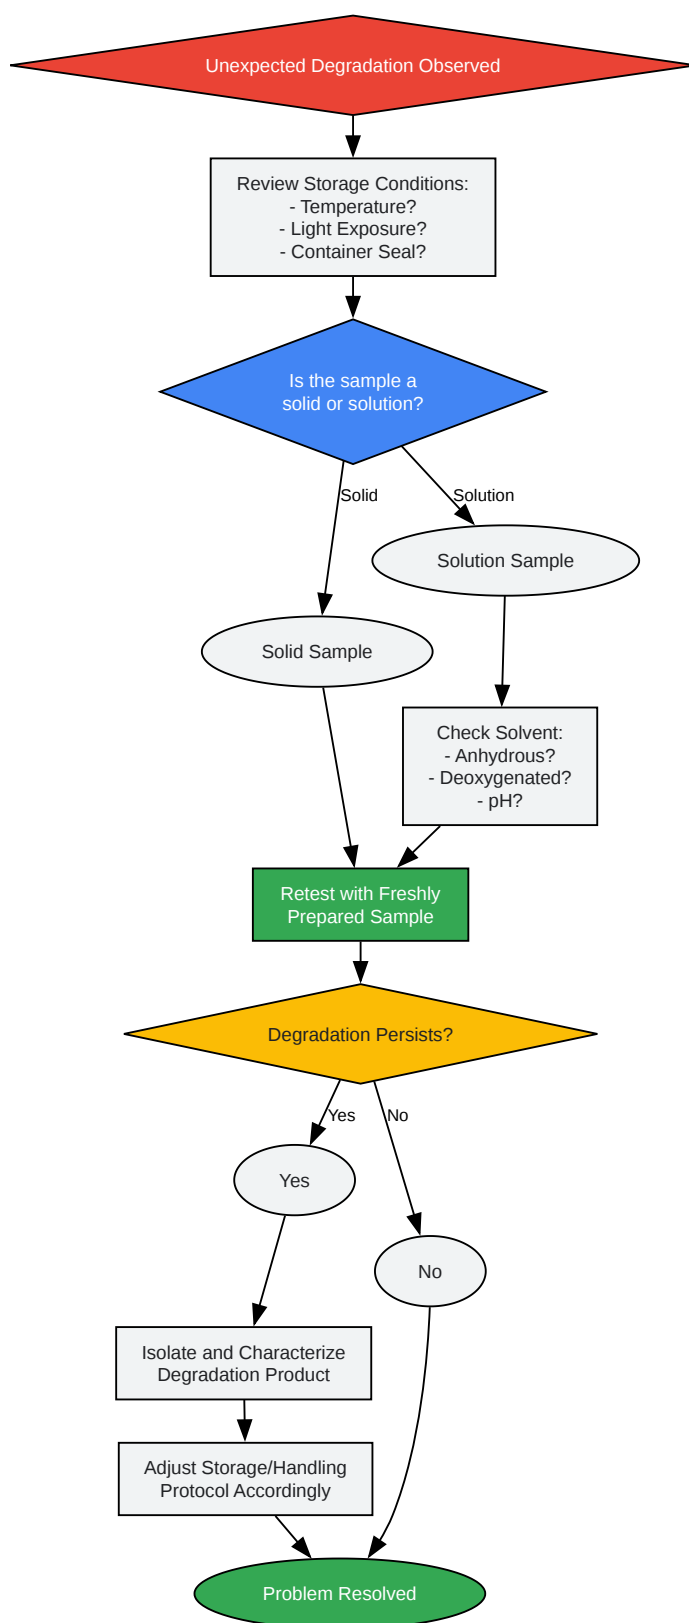 Unexpected Degradation Observed
Review Storage Conditions:
- Temperature?
- Light Exposure?
- Container Seal?
Is the sample a
solid or solution?
Solid
Solution
Solution Sample
Solid Sample
Check Solvent:
- Anhydrous?
- Deoxygenated?
- pH?
Retest with Freshly
Prepared Sample
Degradation Persists?
Yes
No
Yes
No
Isolate and Characterize
Degradation Product
Adjust Storage/Handling
Protocol Accordingly
Problem Resolved